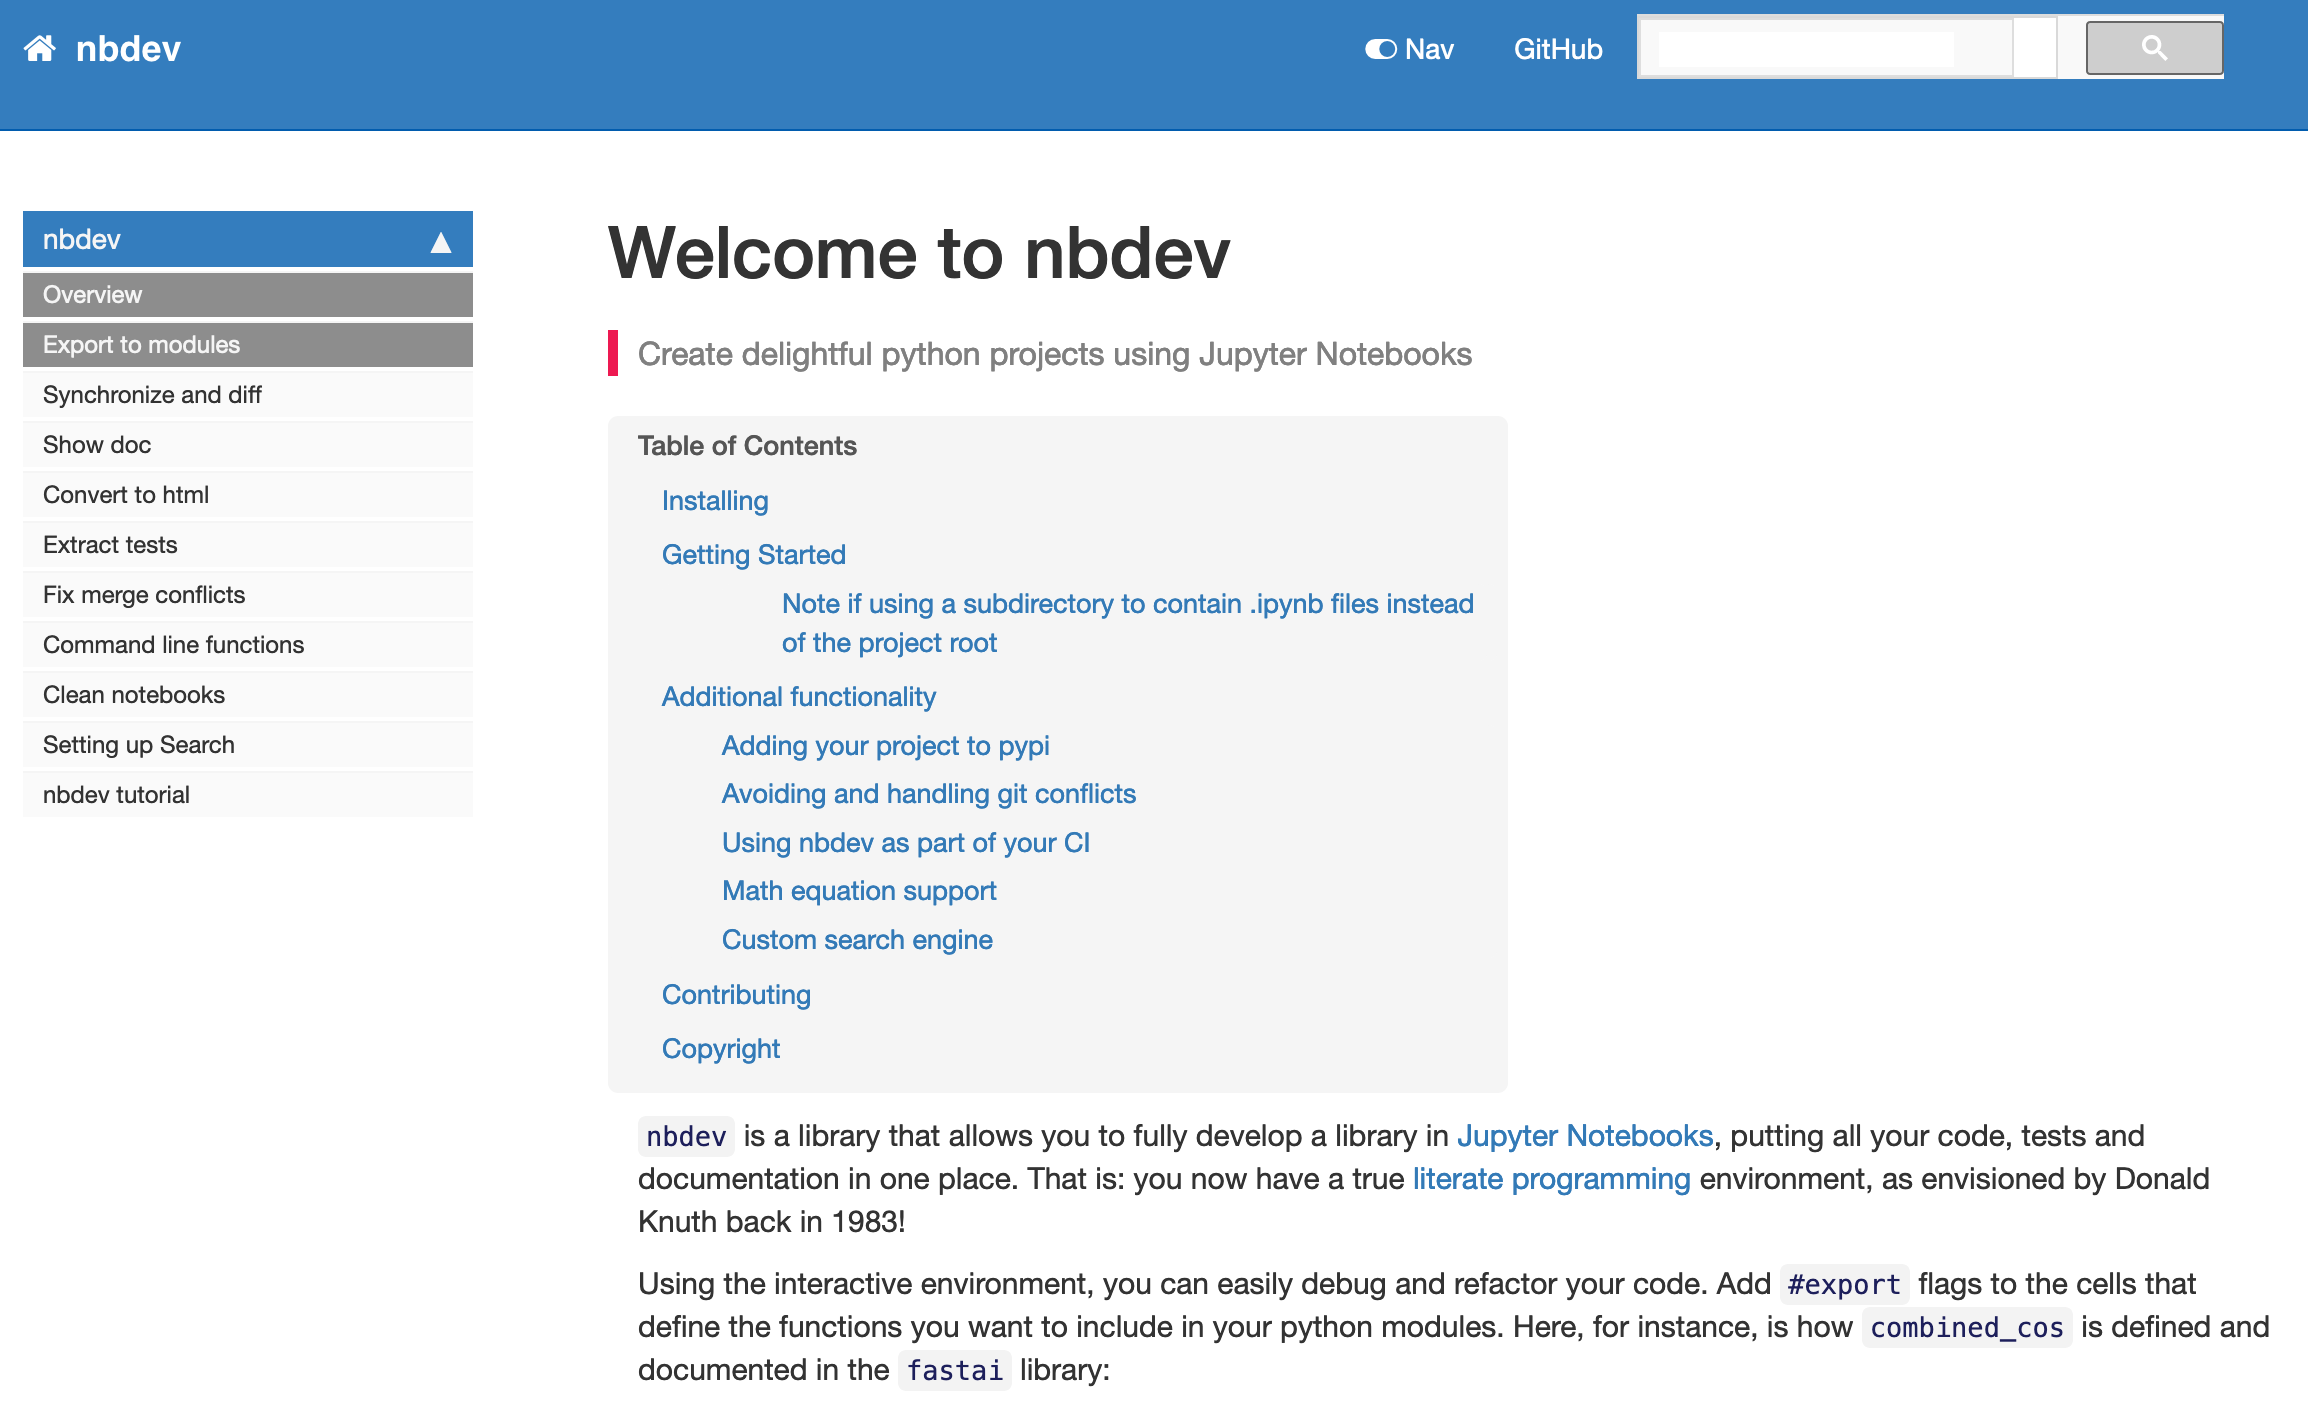 nbdev
Nav
GitHub
nbdev
Overview
Export to modules
Synchronize and diff
Show doc
Convert to html
Extract tests
Fix merge conflicts
Command line functions
Clean notebooks
Setting up Search
nbdev tutorial
Welcome to nbdev
Create delightful python projects using Jupyter Notebooks
Table of Contents
Installing
Getting Started
Note if using a subdirectory to contain .ipynb files instead
of the project root
Additional functionality
Adding your project to pypi
Avoiding and handling git conflicts
Using nbdev as part of your CI
Math equation support
Custom search engine
Contributing
Copyright
nbdev is a library that allows you to fully develop a library in Jupyter Notebooks, putting all your code, tests and
documentation in one place. That is: you now have a true literate programming environment, as envisioned by Donald
Knuth back in 1983!
Using the interactive environment, you can easily debug and refactor your code. Add #export flags to the cells that
define the functions you want to include in your python modules. Here, for instance, is how combined_cos is defined and
documented in the fastai library: